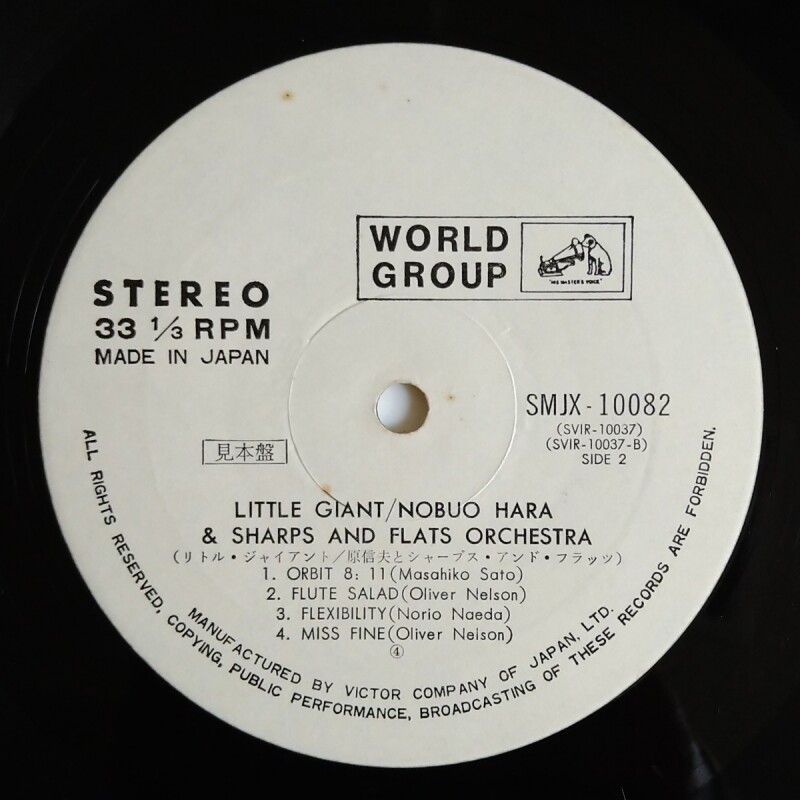 WORLD
GROUP
"HIS MASTER'S VOICE"
STEREO
33 1/3 RPM
MADE IN JAPAN
SMJX-10082
(SVIR-10037)
(SVIR-10037-B)
SIDE 2
見本盤
LITTLE GIANT/NOBUO HARA
& SHARPS AND FLATS ORCHESTRA
(リトル・ジャイアント/原信夫とシャープス・アンド・フラッツ)
1. ORBIT 8: 11(Masahiko Sato)
2. FLUTE SALAD(Oliver Nelson)
3. FLEXIBILITY(Norio Naeda)
4. MISS FINE(Oliver Nelson)
④
MANUFACTURED BY VICTOR COMPANY OF JAPAN, LTD.
ALL RIGHTS RESERVED, COPYING, PUBLIC PERFORMANCE, BROADCASTING OF THESE RECORDS ARE FORBIDDEN.